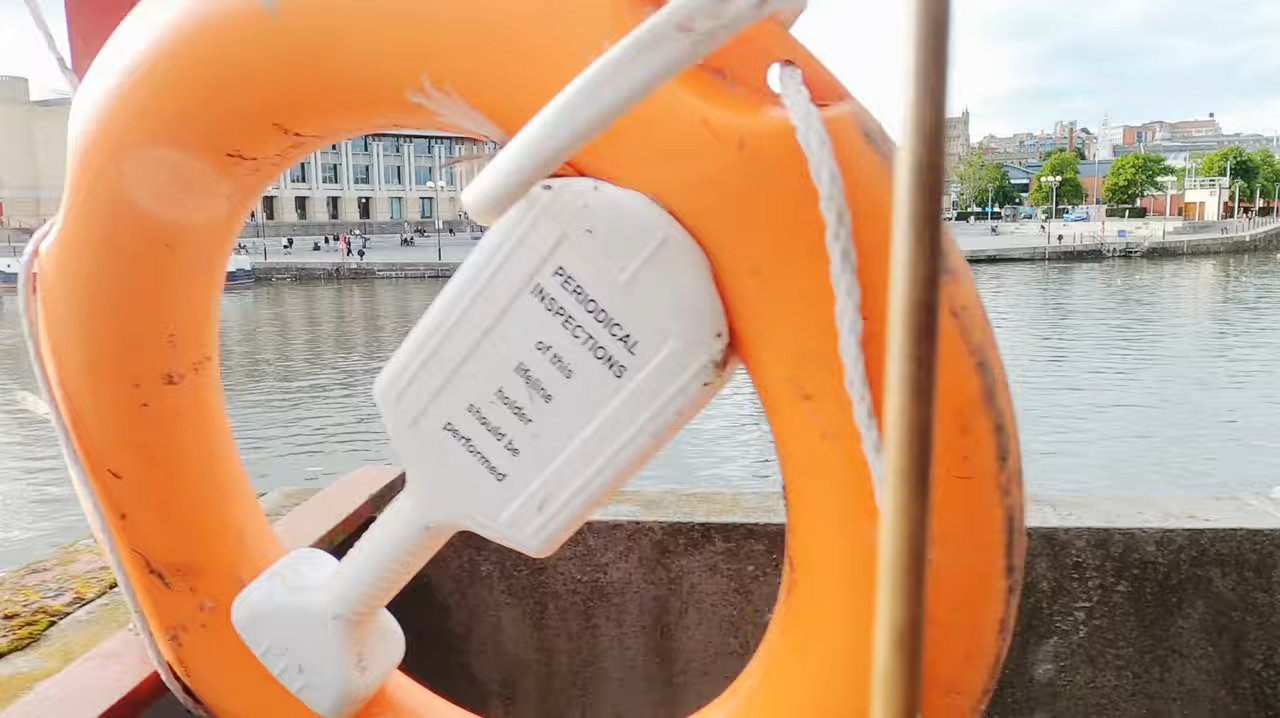 PERIODICAL
INSPECTIONS
of this
lifeline
holder
should be
performed